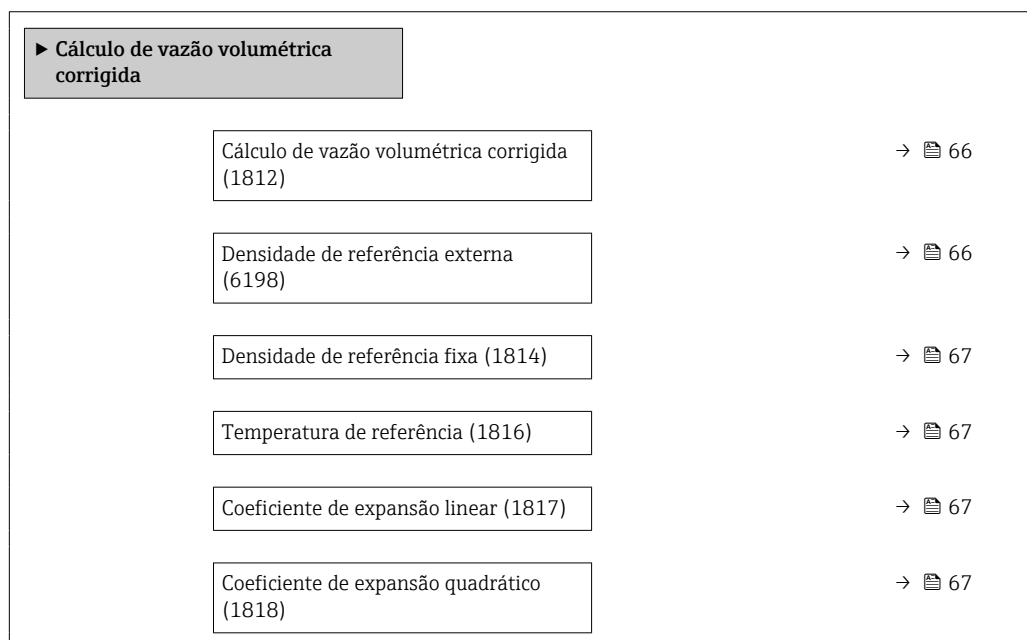 ▶ Cálculo de vazão volumétrica
corrigida
Cálculo de vazão volumétrica corrigida
(1812)
→ 66
Densidade de referência externa
(6198)
→ 66
Densidade de referência fixa (1814)
→ 67
Temperatura de referência (1816)
→ 67
Coeficiente de expansão linear (1817)
→ 67
Coeficiente de expansão quadrático
(1818)
→ 67